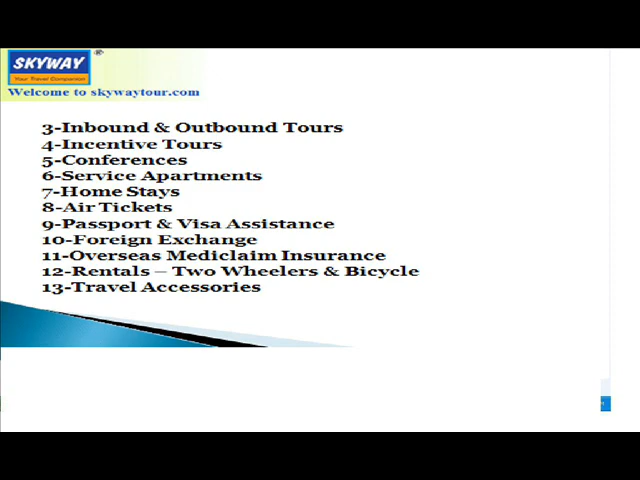 SKYWAY ®
Your Travel Companion
Welcome to skywaytour.com
3-Inbound & Outbound Tours
4-Incentive Tours
5-Conferences
6-Service Apartments
7-Home Stays
8-Air Tickets
9-Passport & Visa Assistance
10-Foreign Exchange
11-Overseas Mediclaim Insurance
12-Rentals – Two Wheelers & Bicycle
13-Travel Accessories